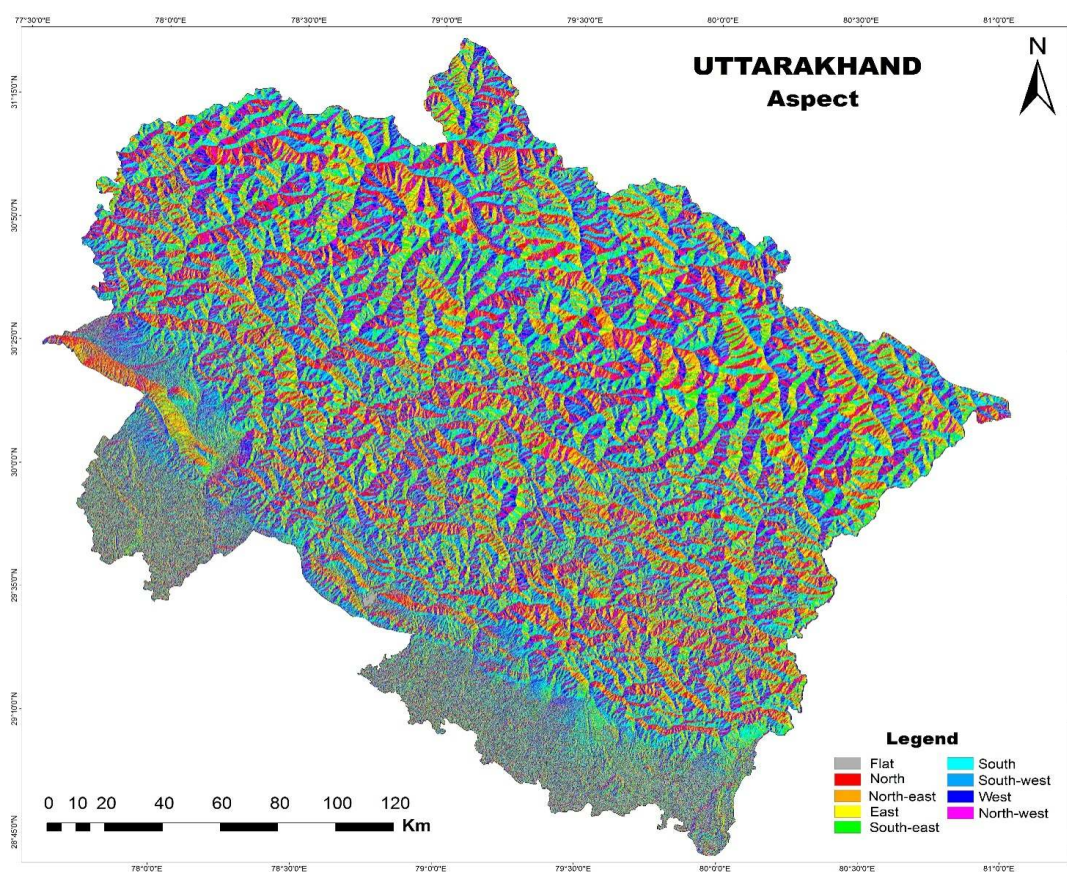 77°30'0"E 78°0'0"E 78°30'0"E 79°0'0"E 79°30'0"E 80°0'0"E 80°30'0"E 81°0'0"E
UTTARAKHAND
Aspect
N
31°15'0"N
30°50'0"N
30°25'0"N
30°0'0"N
29°35'0"N
29°10'0"N
28°45'0"N
Legend
Flat
North
North-east
East
South-east
South
South-west
West
North-west
0 10 20 40 60 80 100 120
Km
78°0'0"E 78°30'0"E 79°0'0"E 79°30'0"E 80°0'0"E 80°30'0"E 81°0'0"E